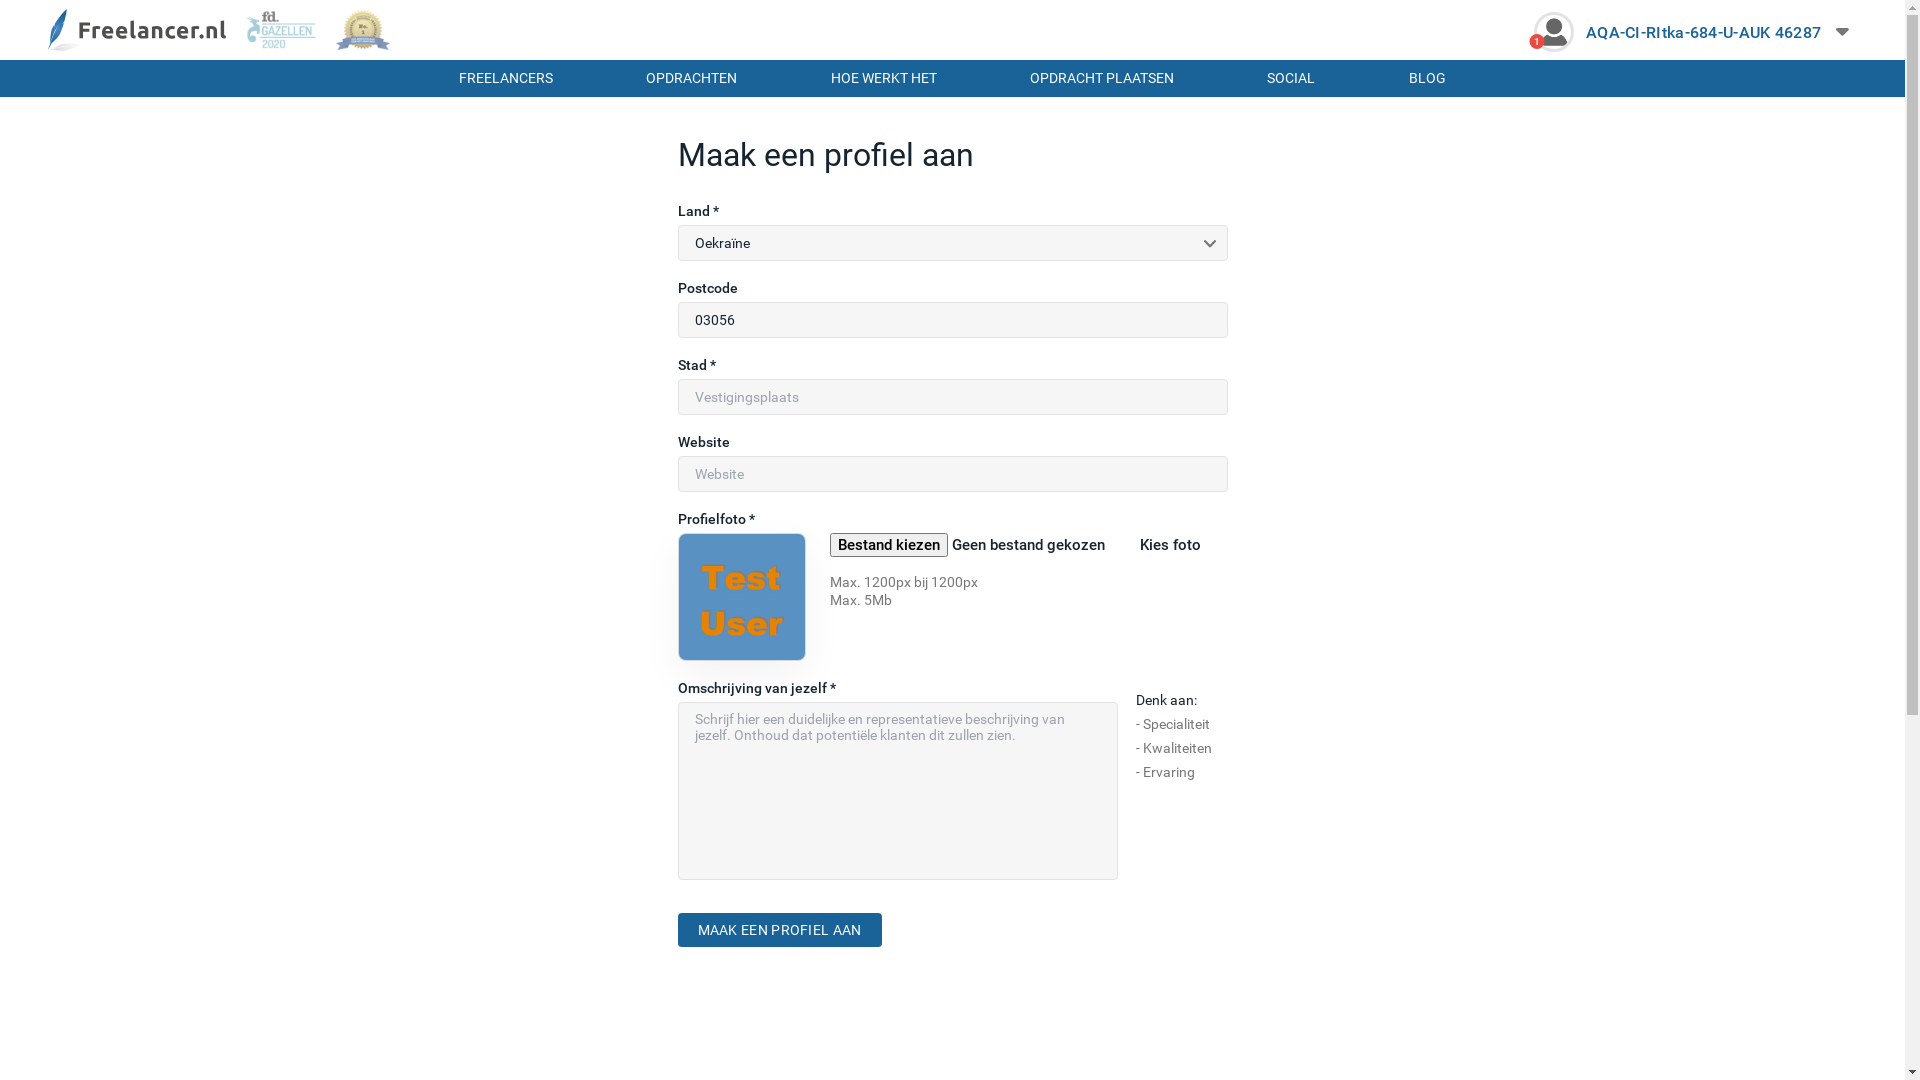 Freelancer.nl
fd.
GAZELLEN
2020
1
AQA-CI-RItka-684-U-AUK 46287
FREELANCERS
OPDRACHTEN
HOE WERKT HET
OPDRACHT PLAATSEN
SOCIAL
BLOG
Maak een profiel aan
Land *
Oekraïne
Postcode
03056
Stad *
Vestigingsplaats
Website
Website
Profielfoto *
Test
User
Bestand kiezen Geen bestand gekozen Kies foto
Max. 1200px bij 1200px
Max. 5Mb
Omschrijving van jezelf *
Schrijf hier een duidelijke en representatieve beschrijving van
jezelf. Onthoud dat potentiële klanten dit zullen zien.
Denk aan:
- Specialiteit
- Kwaliteiten
- Ervaring
MAAK EEN PROFIEL AAN